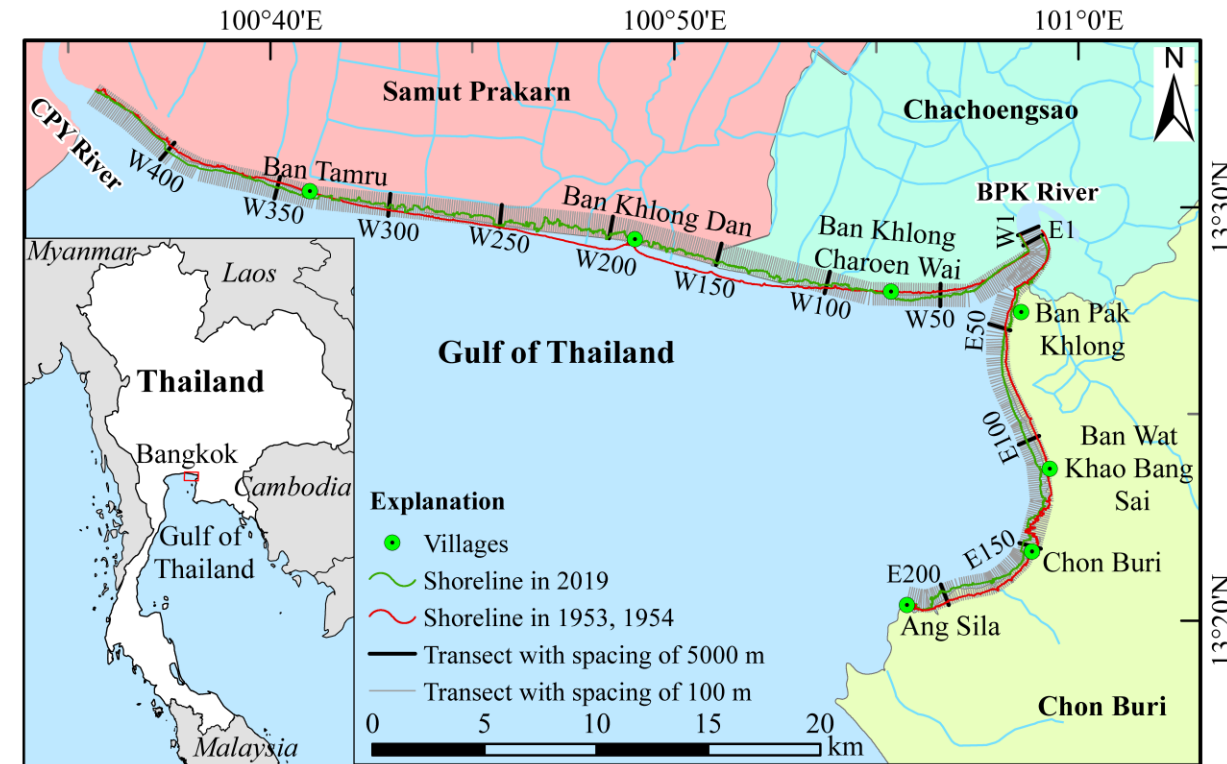 100°40'E
100°50'E
101°0'E
N
Samut Prakarn
Chachoengsao
CPY River
W400
Ban Tamru
W350
W300
W250
Ban Khlong Dan
W200
W150
Ban Khlong
Charoen Wai
W100
W50
BPK River
W1
E1
13°30'N
Ban Pak
Khlong
E50
Gulf of Thailand
E100
Ban Wat
Khao Bang
Sai
E150
Chon Buri
E200
Ang Sila
13°20'N
Chon Buri
Myanmar
Laos
Thailand
Bangkok
Cambodia
Gulf of
Thailand
Malaysia
Explanation
Villages
Shoreline in 2019
Shoreline in 1953, 1954
Transect with spacing of 5000 m
Transect with spacing of 100 m
0 5 10 15 20
km